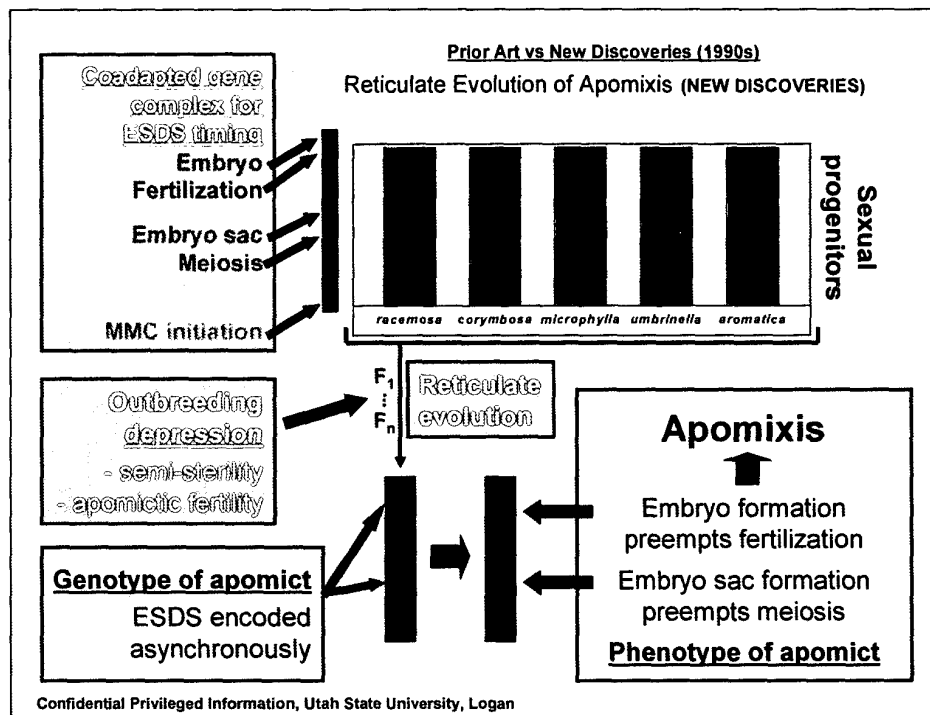 Prior Art vs New Discoveries (1990s)
Reticulate Evolution of Apomixis (NEW DISCOVERIES)
Coadapted gene
complex for
ESDS timing
Embryo
Fertilization
Embryo sac
Meiosis
MMC initiation
racemosa corymbosa microphylla umbrinella aromatica
Sexual
progenitors
F1
Fn
Reticulate
evolution
Outbreeding
depression
- semi-sterility
- apomictic fertility
Genotype of apomict
ESDS encoded
asynchronously
Apomixis
Embryo formation
preempts fertilization
Embryo sac formation
preempts meiosis
Phenotype of apomict
Confidential Privileged Information, Utah State University, Logan